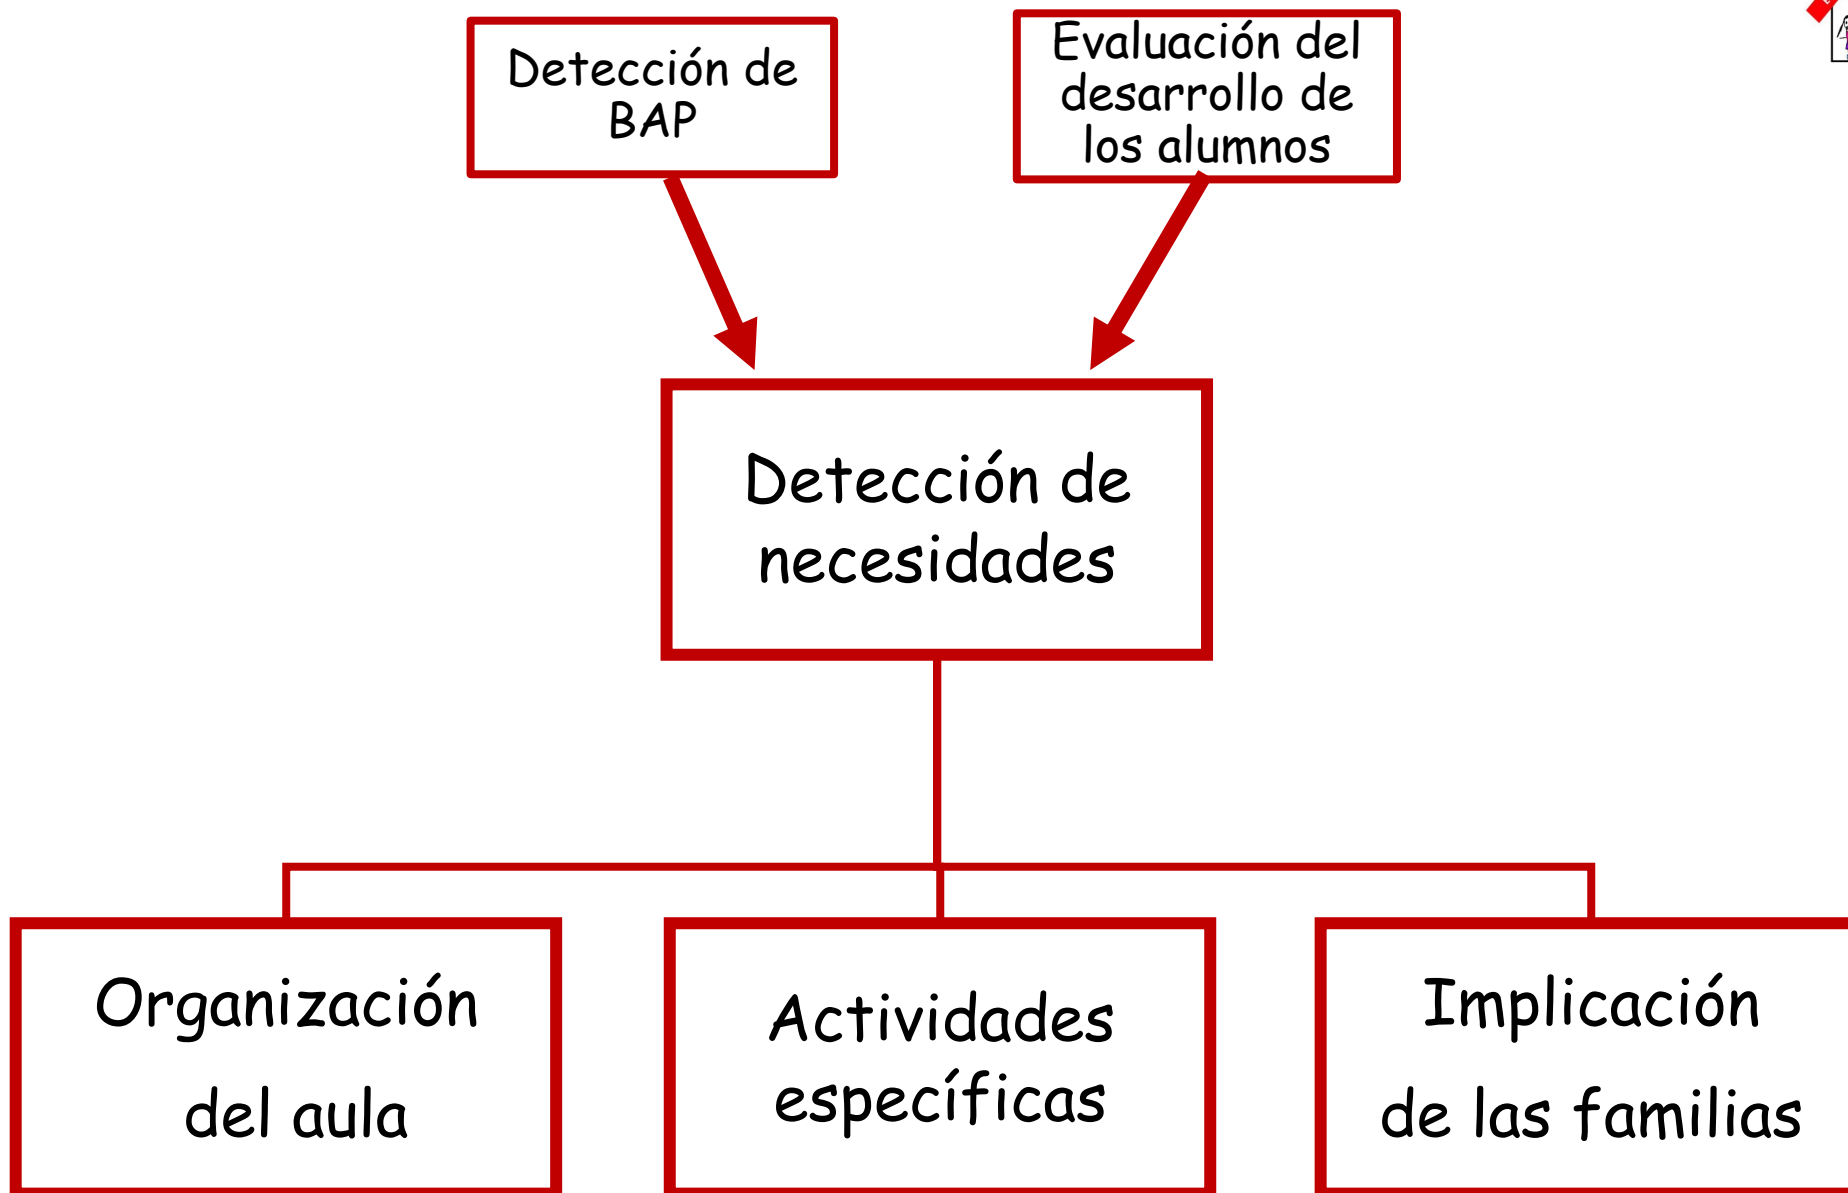 Detección de
BAP
Evaluación del
desarrollo de
los alumnos
Detección de
necesidades
Organización
del aula
Actividades
específicas
Implicación
de las familias